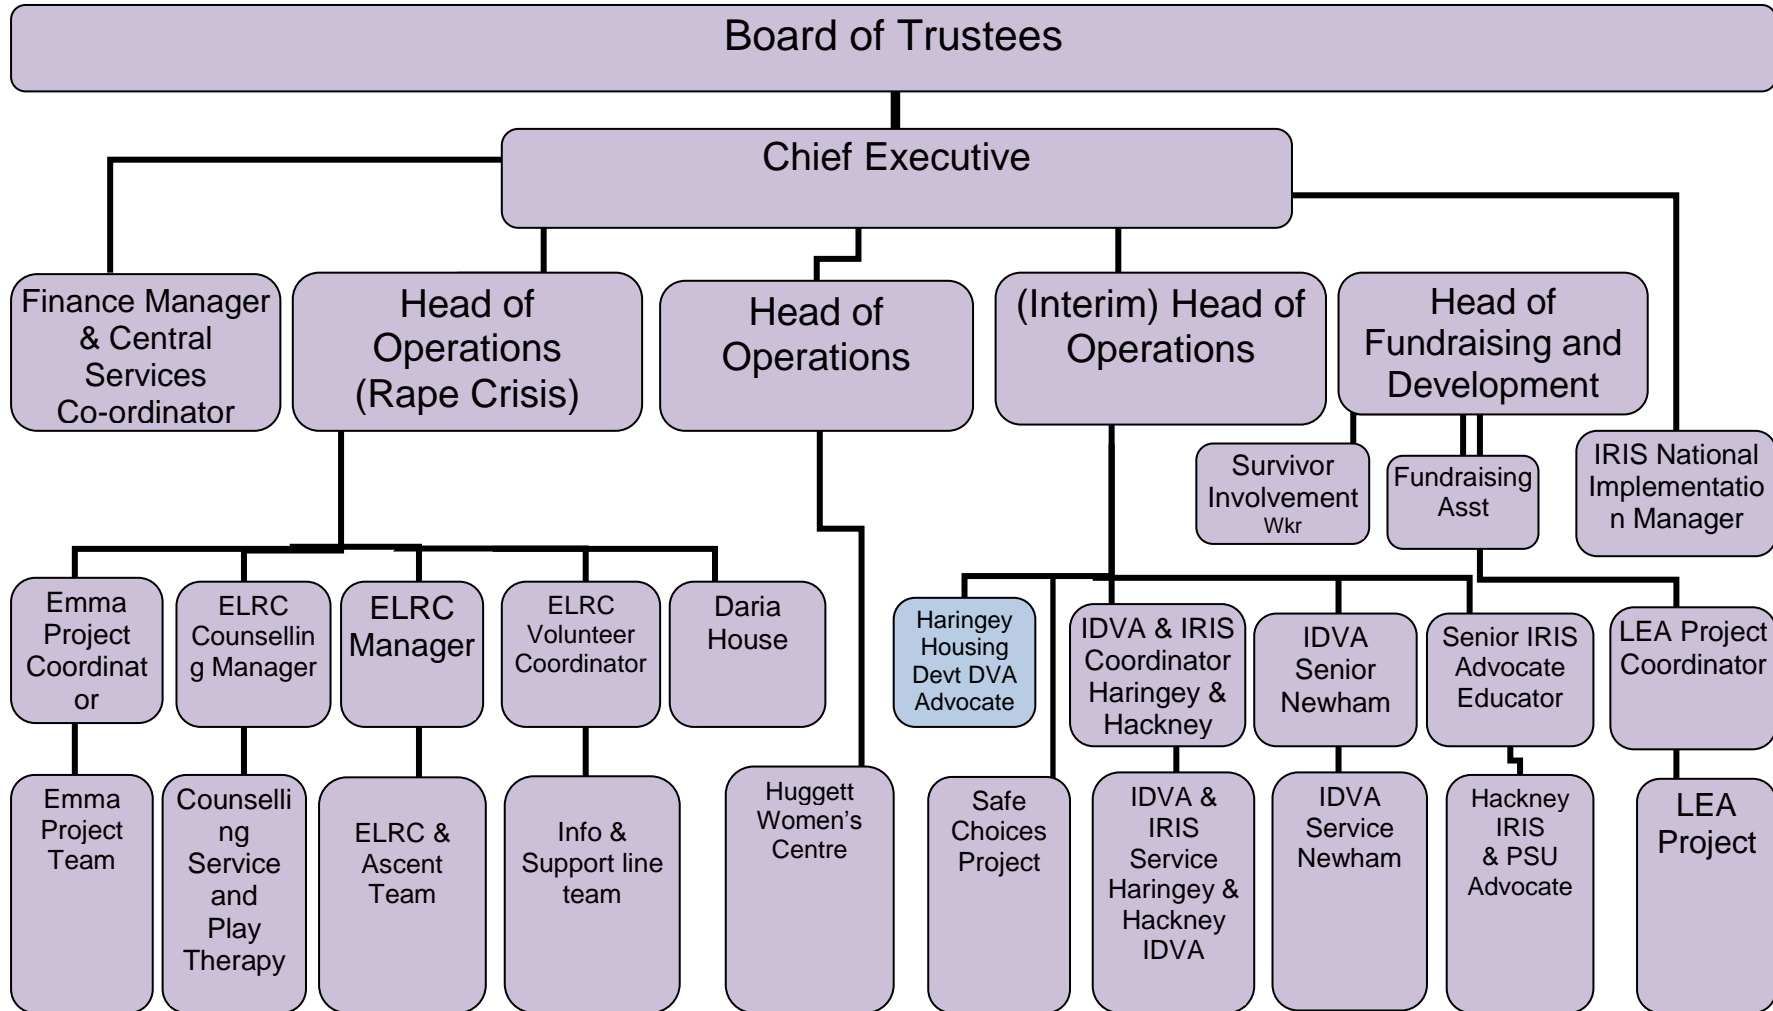 Board of Trustees
Chief Executive
Finance Manager
& Central
Services
Co-ordinator
Head of
Operations
(Rape Crisis)
Head of
Operations
(Interim) Head of
Operations
Head of
Fundraising and
Development
Survivor
Involvement
Wkr
Fundraising
Asst
IRIS National
Implementatio
n Manager
Emma
Project
Coordinat
or
ELRC
Counsellin
g Manager
ELRC
Manager
ELRC
Volunteer
Coordinator
Daria
House
Haringey
Housing
Devt DVA
Advocate
IDVA & IRIS
Coordinator
Haringey &
Hackney
IDVA
Senior
Newham
Senior IRIS
Advocate
Educator
LEA Project
Coordinator
Emma
Project
Team
Counselli
ng
Service
and
Play
Therapy
ELRC &
Ascent
Team
Info &
Support line
team
Huggett
Women’s
Centre
Safe
Choices
Project
IDVA &
IRIS
Service
Haringey &
Hackney
IDVA
IDVA
Service
Newham
Hackney
IRIS
& PSU
Advocate
LEA
Project